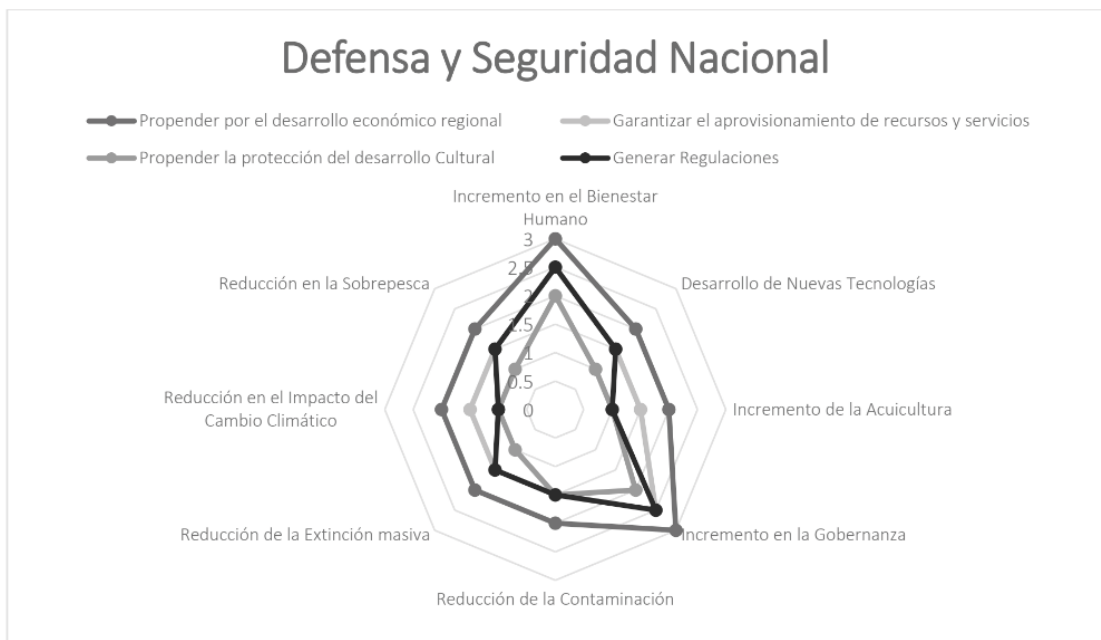 Defensa y Seguridad Nacional
Propender por el desarrollo económico regional
Garantizar el aprovisionamiento de recursos y servicios
Propender la protección del desarrollo Cultural
Generar Regulaciones
Incremento en el Bienestar
Humano
3
2.5
2
1.5
1
0.5
0
Desarrollo de Nuevas Tecnologías
Incremento de la Acuicultura
Incremento en la Gobernanza
Reducción de la Contaminación
Reducción de la Extinción masiva
Reducción en el Impacto del
Cambio Climático
Reducción en la Sobrepesca